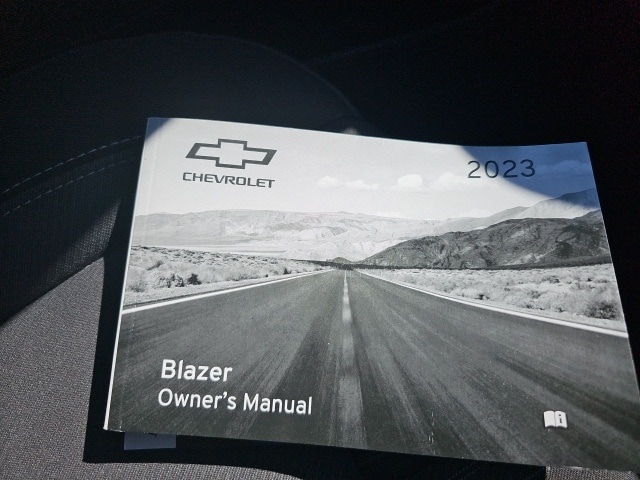 CHEVROLET
2023
Blazer
Owner's Manual